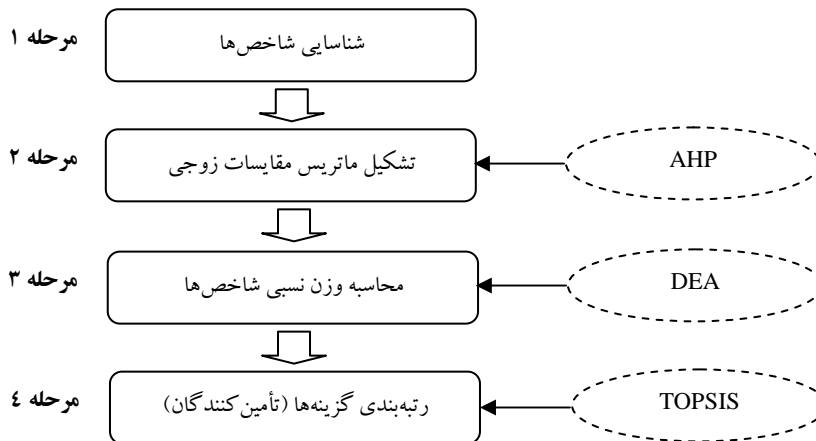 مرحله ۱
شناسایی شاخص‌ها
مرحله ۲
تشکیل ماتریس مقایسات زوجی
AHP
مرحله ۳
محاسبه وزن نسبی شاخص‌ها
DEA
مرحله ٤
رتبه‌بندی گزینه‌ها (تأمین‌کنندگان)
TOPSIS